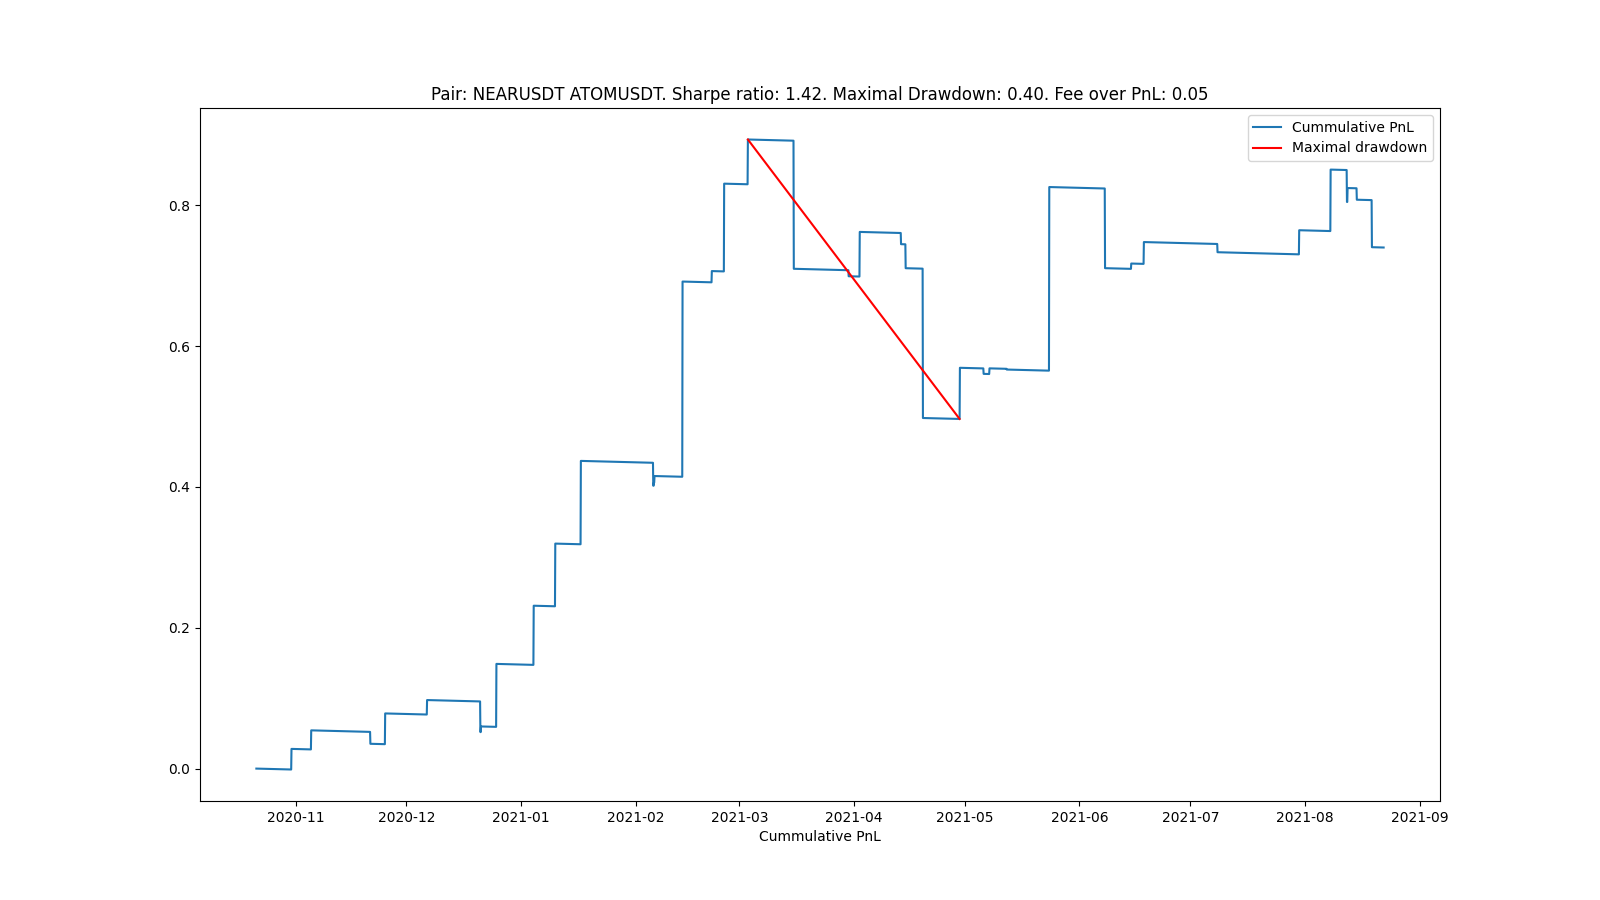 Pair: NEARUSDT ATOMUSDT. Sharpe ratio: 1.42. Maximal Drawdown: 0.40. Fee over PnL: 0.05
Cummulative PnL
Maximal drawdown
0.8
0.6
0.4
0.2
0.0
2020-11 2020-12 2021-01 2021-02 2021-03 2021-04 2021-05 2021-06 2021-07 2021-08 2021-09
Cummulative PnL